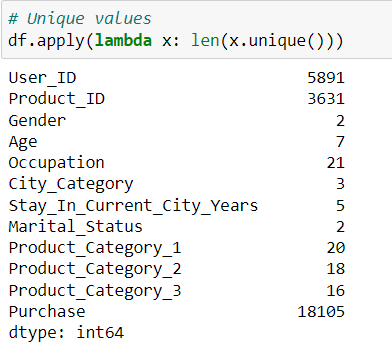 # Unique values
df.apply(lambda x: len(x.unique()))
User_ID 5891
Product_ID 3631
Gender 2
Age 7
Occupation 21
City_Category 3
Stay_In_Current_City_Years 5
Marital_Status 2
Product_Category_1 20
Product_Category_2 18
Product_Category_3 16
Purchase 18105
dtype: int64